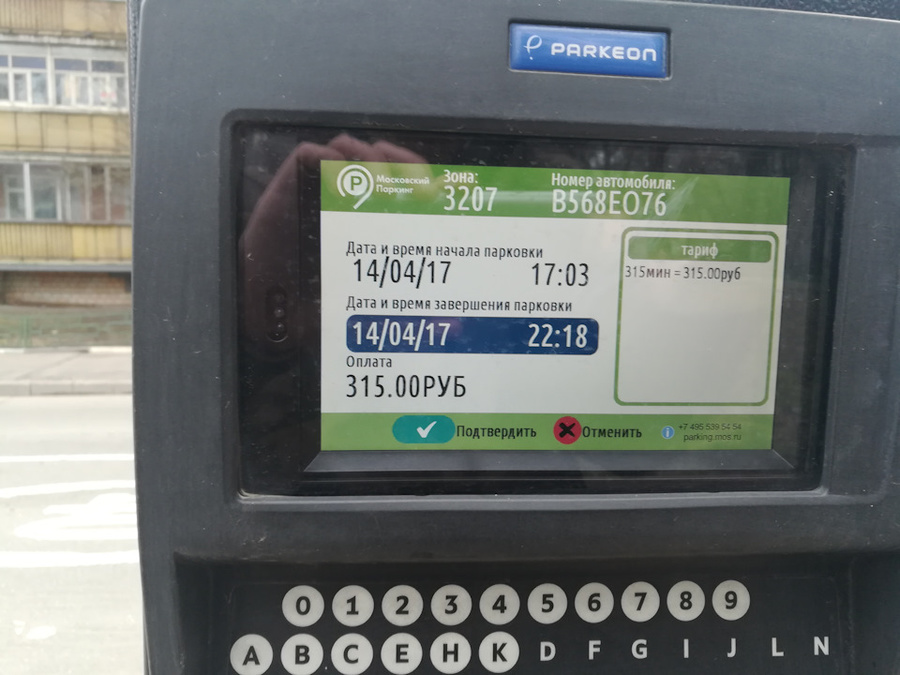 PARKEON
Московский
Паркинг
Зона:
3207
Номер автомобиля:
В568ЕО76
Дата и время начала парковки
14/04/17 17:03
Дата и время завершения парковки
14/04/17 22:18
Оплата
315.00РУБ
тариф
315мин = 315.00руб
Подтвердить
Отменить
+7 495 539 54 54
parking.mos.ru
0 1 2 3 4 5 6 7 8 9
A B C E H K D F G I J L N